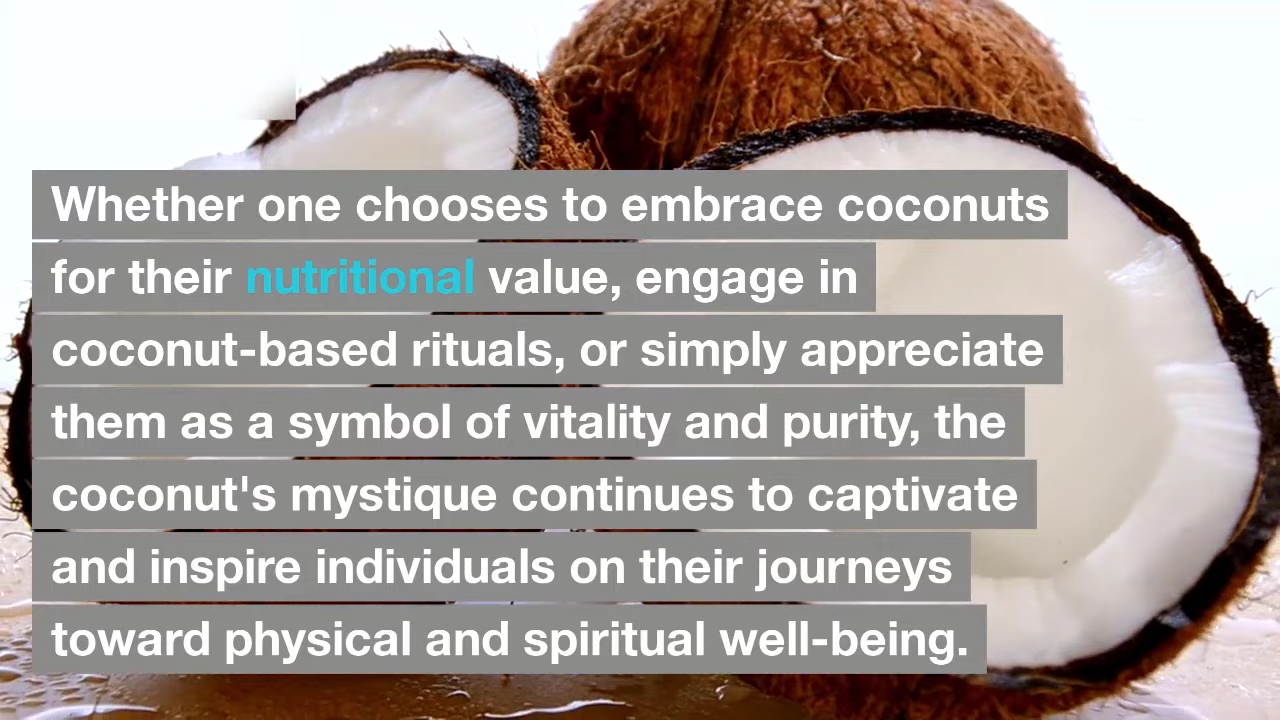 Whether one chooses to embrace coconuts
for their nutritional value, engage in
coconut-based rituals, or simply appreciate
them as a symbol of vitality and purity, the
coconut's mystique continues to captivate
and inspire individuals on their journeys
toward physical and spiritual well-being.